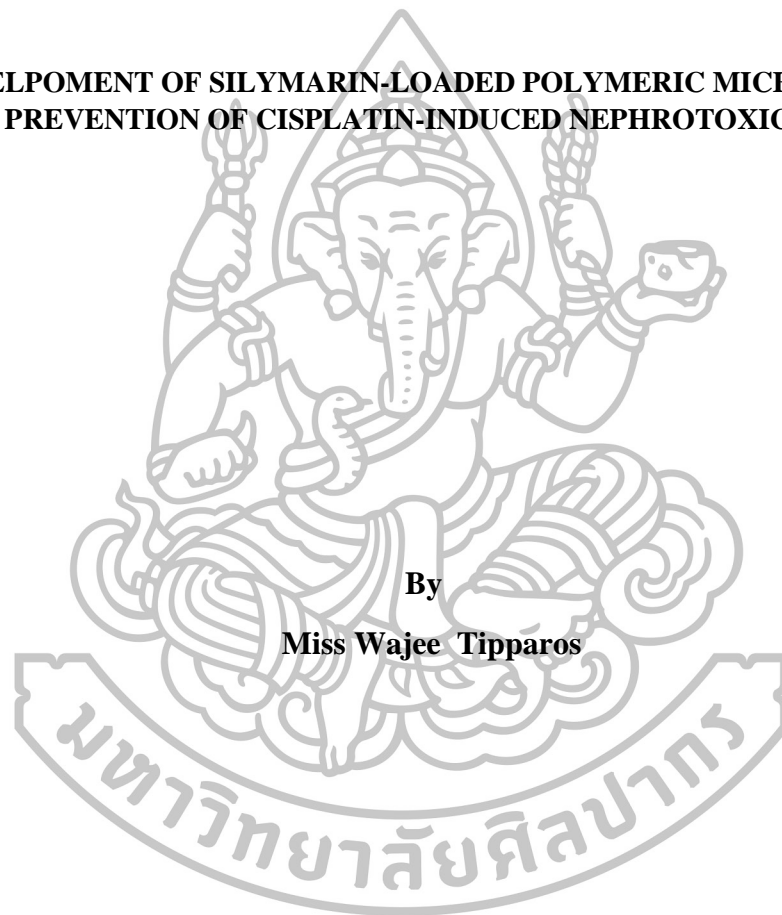 ELPOMENT OF SILYMARIN-LOADED POLYMERIC MICE
PREVENTION OF CISPLATIN-INDUCED NEPHROTOXIC
By
Miss Wajee Tipparos
มหาวิทยาลัยศิลปากร